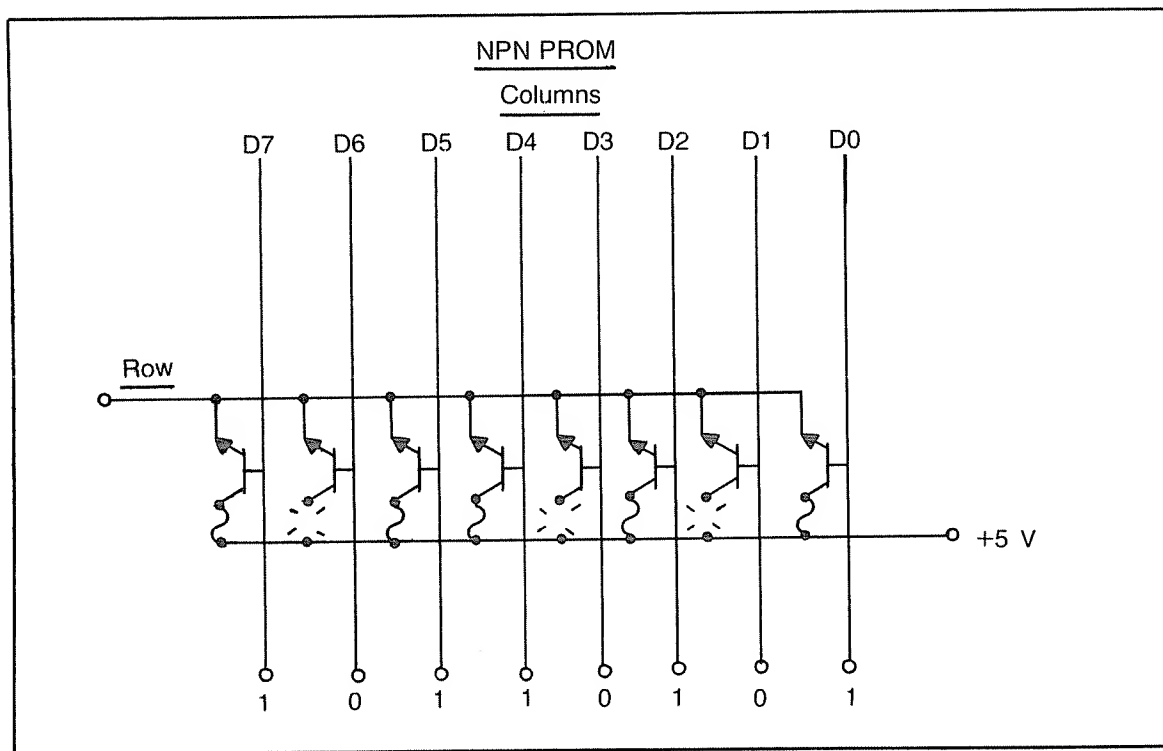 NPN PROM
Columns
D7 D6 D5 D4 D3 D2 D1 D0
Row
+5 V
1 0 1 1 0 1 0 1